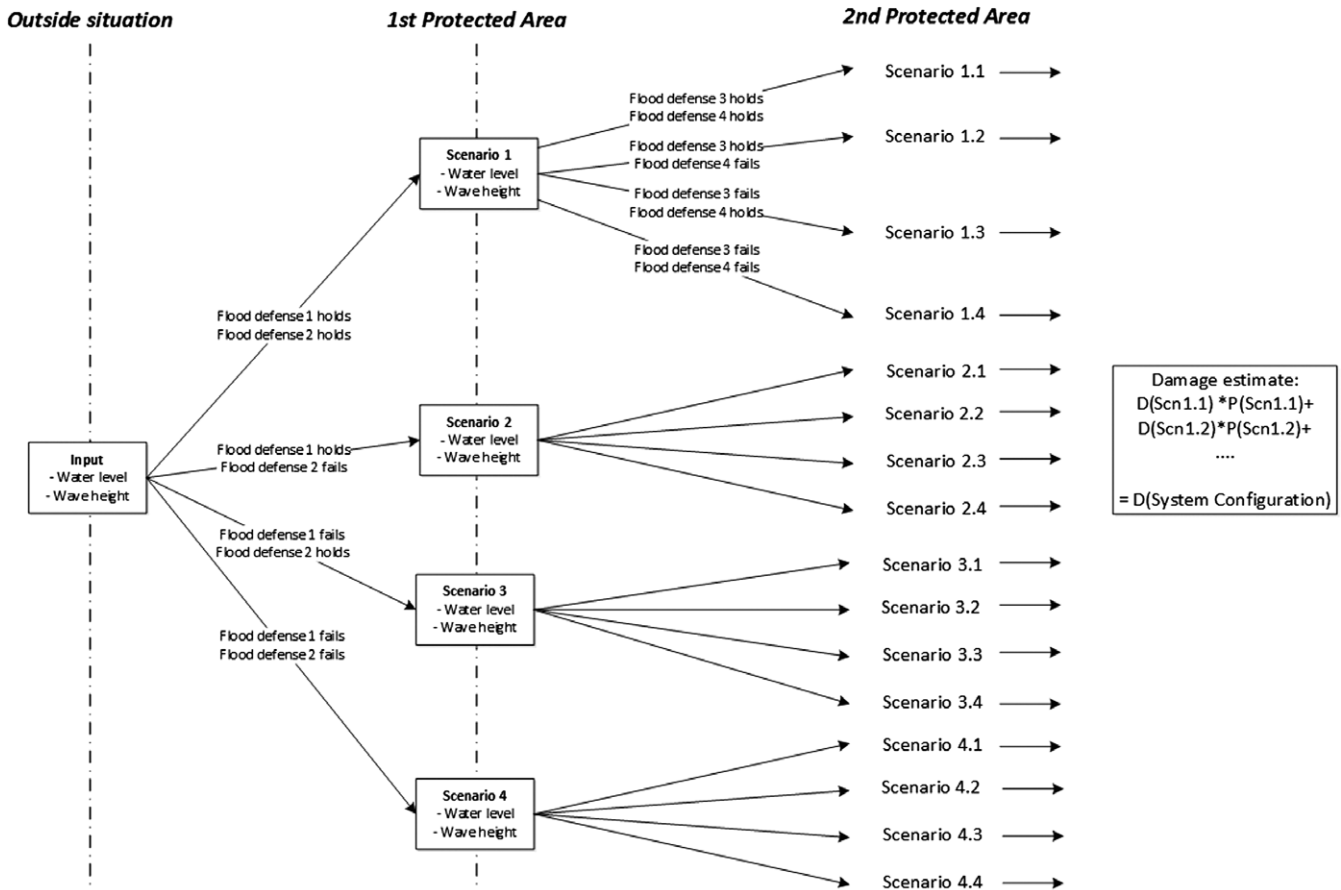 Outside situation
1st Protected Area
2nd Protected Area
Input
- Water level
- Wave height
Flood defense 1 holds
Flood defense 2 holds
Flood defense 1 holds
Flood defense 2 fails
Flood defense 1 fails
Flood defense 2 holds
Flood defense 1 fails
Flood defense 2 fails
Scenario 1
- Water level
- Wave height
Scenario 2
- Water level
- Wave height
Scenario 3
- Water level
- Wave height
Scenario 4
- Water level
- Wave height
Flood defense 3 holds
Flood defense 4 holds
Flood defense 3 holds
Flood defense 4 fails
Flood defense 3 fails
Flood defense 4 holds
Flood defense 3 fails
Flood defense 4 fails
Scenario 1.1
Scenario 1.2
Scenario 1.3
Scenario 1.4
Scenario 2.1
Scenario 2.2
Scenario 2.3
Scenario 2.4
Scenario 3.1
Scenario 3.2
Scenario 3.3
Scenario 3.4
Scenario 4.1
Scenario 4.2
Scenario 4.3
Scenario 4.4
Damage estimate:
D(Scn1.1) *P(Scn1.1)+
D(Scn1.2)*P(Scn1.2)+
....
= D(System Configuration)